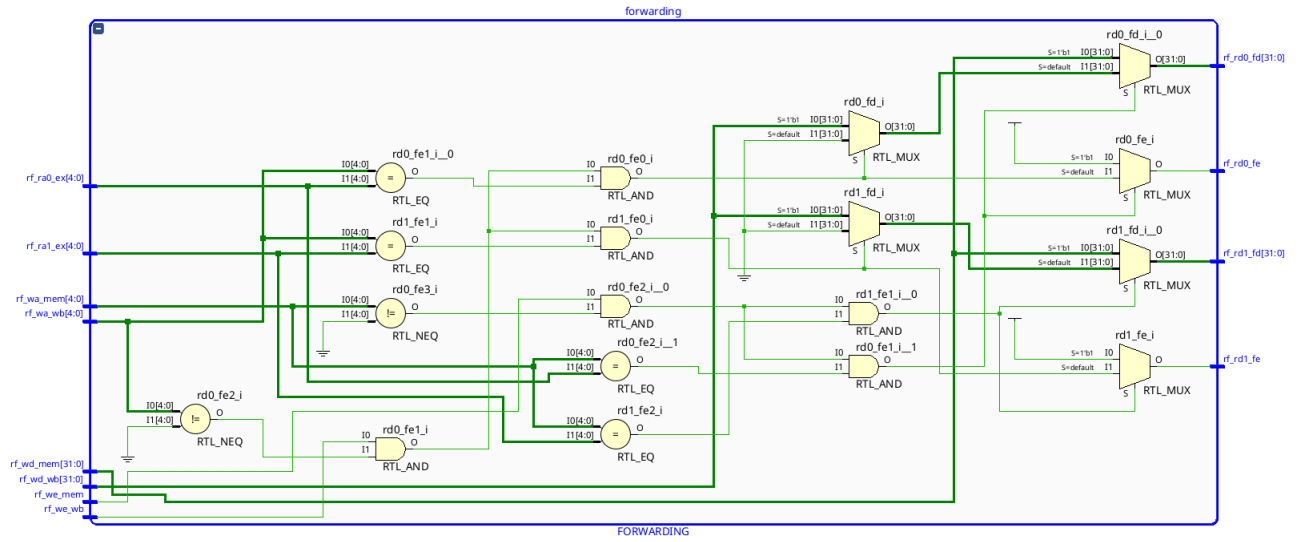 forwarding
rd0_fd_i__0
S=1'b1 I0[31:0]
S=default I1[31:0]
O[31:0]
S
RTL_MUX
rf_rd0_fd[31:0]
rd0_fd_i
S=1'b1 I0[31:0]
S=default I1[31:0]
O[31:0]
S
RTL_MUX
rd0_fe_i
S=1'b1 I0
S=default I1
O
S
RTL_MUX
rf_rd0_fe
rd0_fe1_i__0
I0[4:0]
I1[4:0]
O
=
RTL_EQ
rf_ra0_ex[4:0]
rd0_fe0_i
I0
I1
O
RTL_AND
rd1_fd_i
S=1'b1 I0[31:0]
S=default I1[31:0]
O[31:0]
S
RTL_MUX
rd1_fe1_i
I0[4:0]
I1[4:0]
O
=
RTL_EQ
rf_ra1_ex[4:0]
rd1_fe0_i
I0
I1
O
RTL_AND
rd1_fd_i__0
S=1'b1 I0[31:0]
S=default I1[31:0]
O[31:0]
S
RTL_MUX
rf_rd1_fd[31:0]
rf_wa_mem[4:0]
rf_wa_wb[4:0]
rd0_fe3_i
I0[4:0]
I1[4:0]
O
!=
RTL_NEQ
rd0_fe2_i__0
I0
I1
O
RTL_AND
rd1_fe1_i__0
I0
I1
O
RTL_AND
rd0_fe2_i__1
I0[4:0]
I1[4:0]
O
=
RTL_EQ
rd0_fe1_i__1
I0
I1
O
RTL_AND
rd1_fe_i
S=1'b1 I0
S=default I1
O
S
RTL_MUX
rf_rd1_fe
rd0_fe2_i
I0[4:0]
I1[4:0]
O
!=
RTL_NEQ
rd1_fe2_i
I0[4:0]
I1[4:0]
O
=
RTL_EQ
rd0_fe1_i
I0
I1
O
RTL_AND
rf_wd_mem[31:0]
rf_wd_wb[31:0]
rf_we_mem
rf_we_wb
FORWARDING